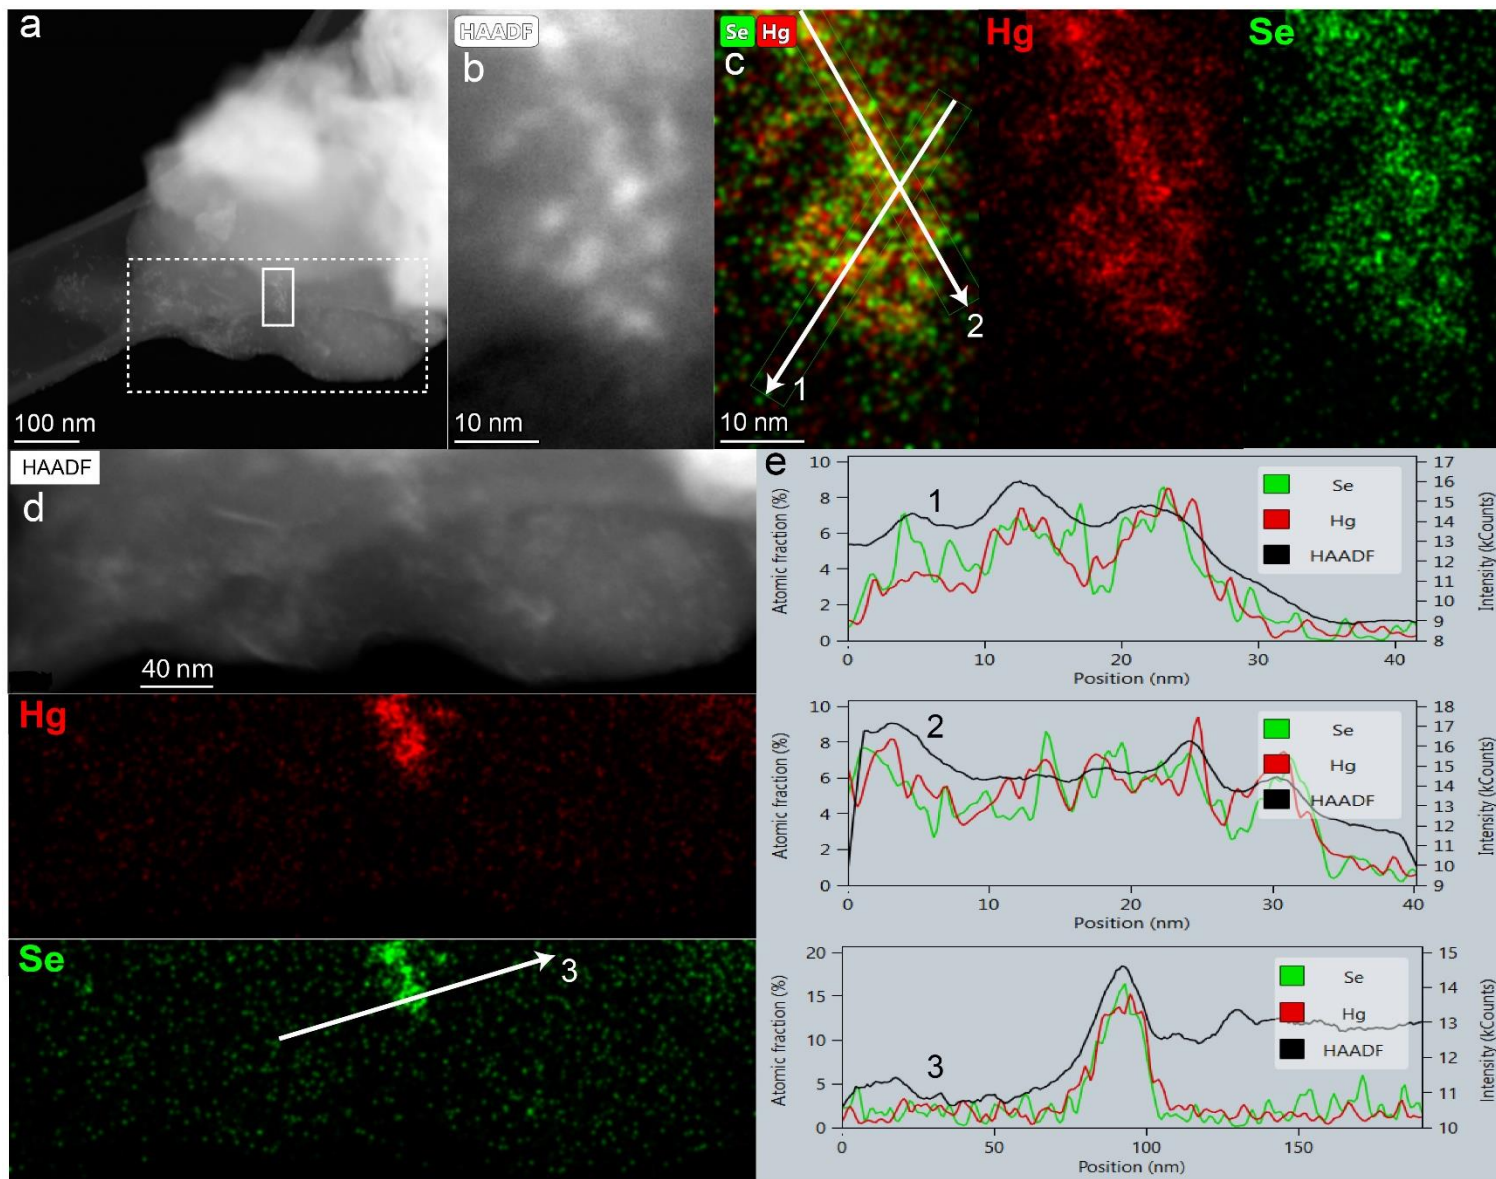 a
100 nm
HAADF
b
10 nm
Se Hg
c
1
2
10 nm
Hg
Se
HAADF
d
40 nm
Hg
Se
3
e
10
8
6
4
2
0
Atomic fraction (%)
1
Se
Hg
HAADF
17
16
15
14
13
12
11
10
9
8
Intensity (kCounts)
0 10 20 30 40
Position (nm)
10
8
6
4
2
0
Atomic fraction (%)
2
Se
Hg
HAADF
18
17
16
15
14
13
12
11
10
9
Intensity (kCounts)
0 10 20 30 40
Position (nm)
20
15
10
5
0
Atomic fraction (%)
3
Se
Hg
HAADF
15
14
13
12
11
10
Intensity (kCounts)
0 50 100 150
Position (nm)